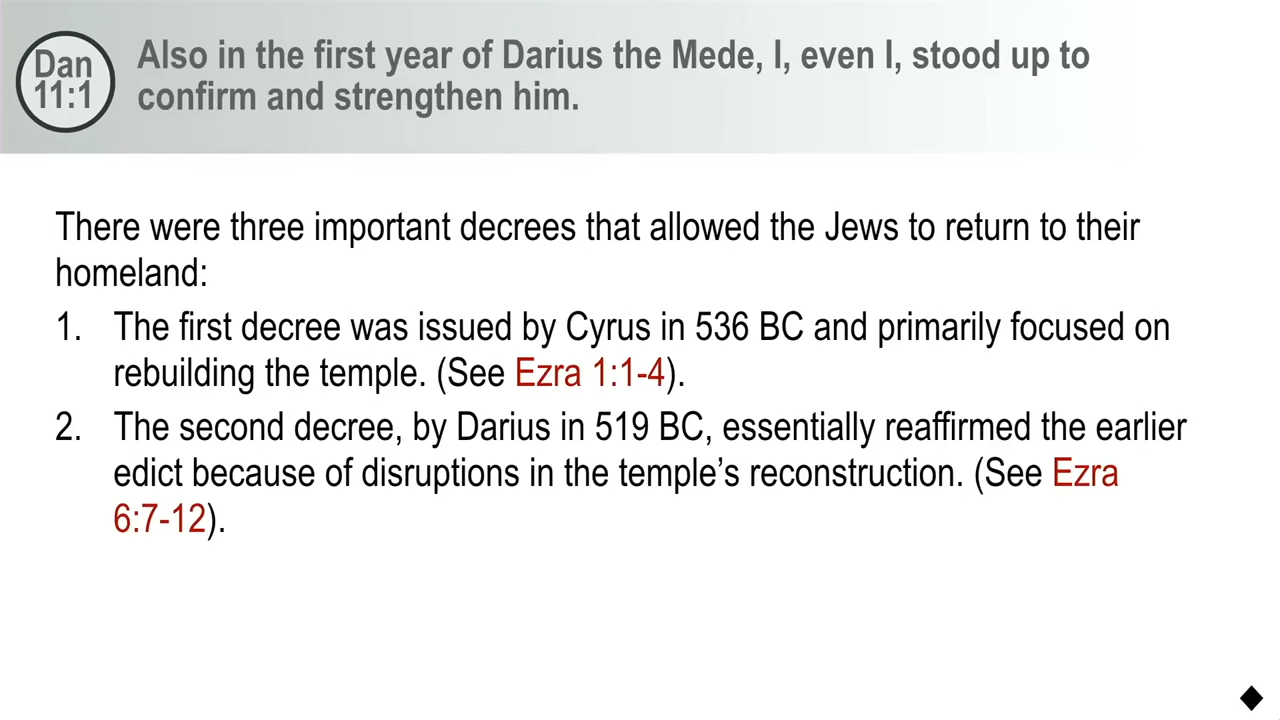 Dan
11:1
Also in the first year of Darius the Mede, I, even I, stood up to
confirm and strengthen him.
There were three important decrees that allowed the Jews to return to their
homeland:
1. The first decree was issued by Cyrus in 536 BC and primarily focused on
rebuilding the temple. (See Ezra 1:1-4).
2. The second decree, by Darius in 519 BC, essentially reaffirmed the earlier
edict because of disruptions in the temple’s reconstruction. (See Ezra
6:7-12).